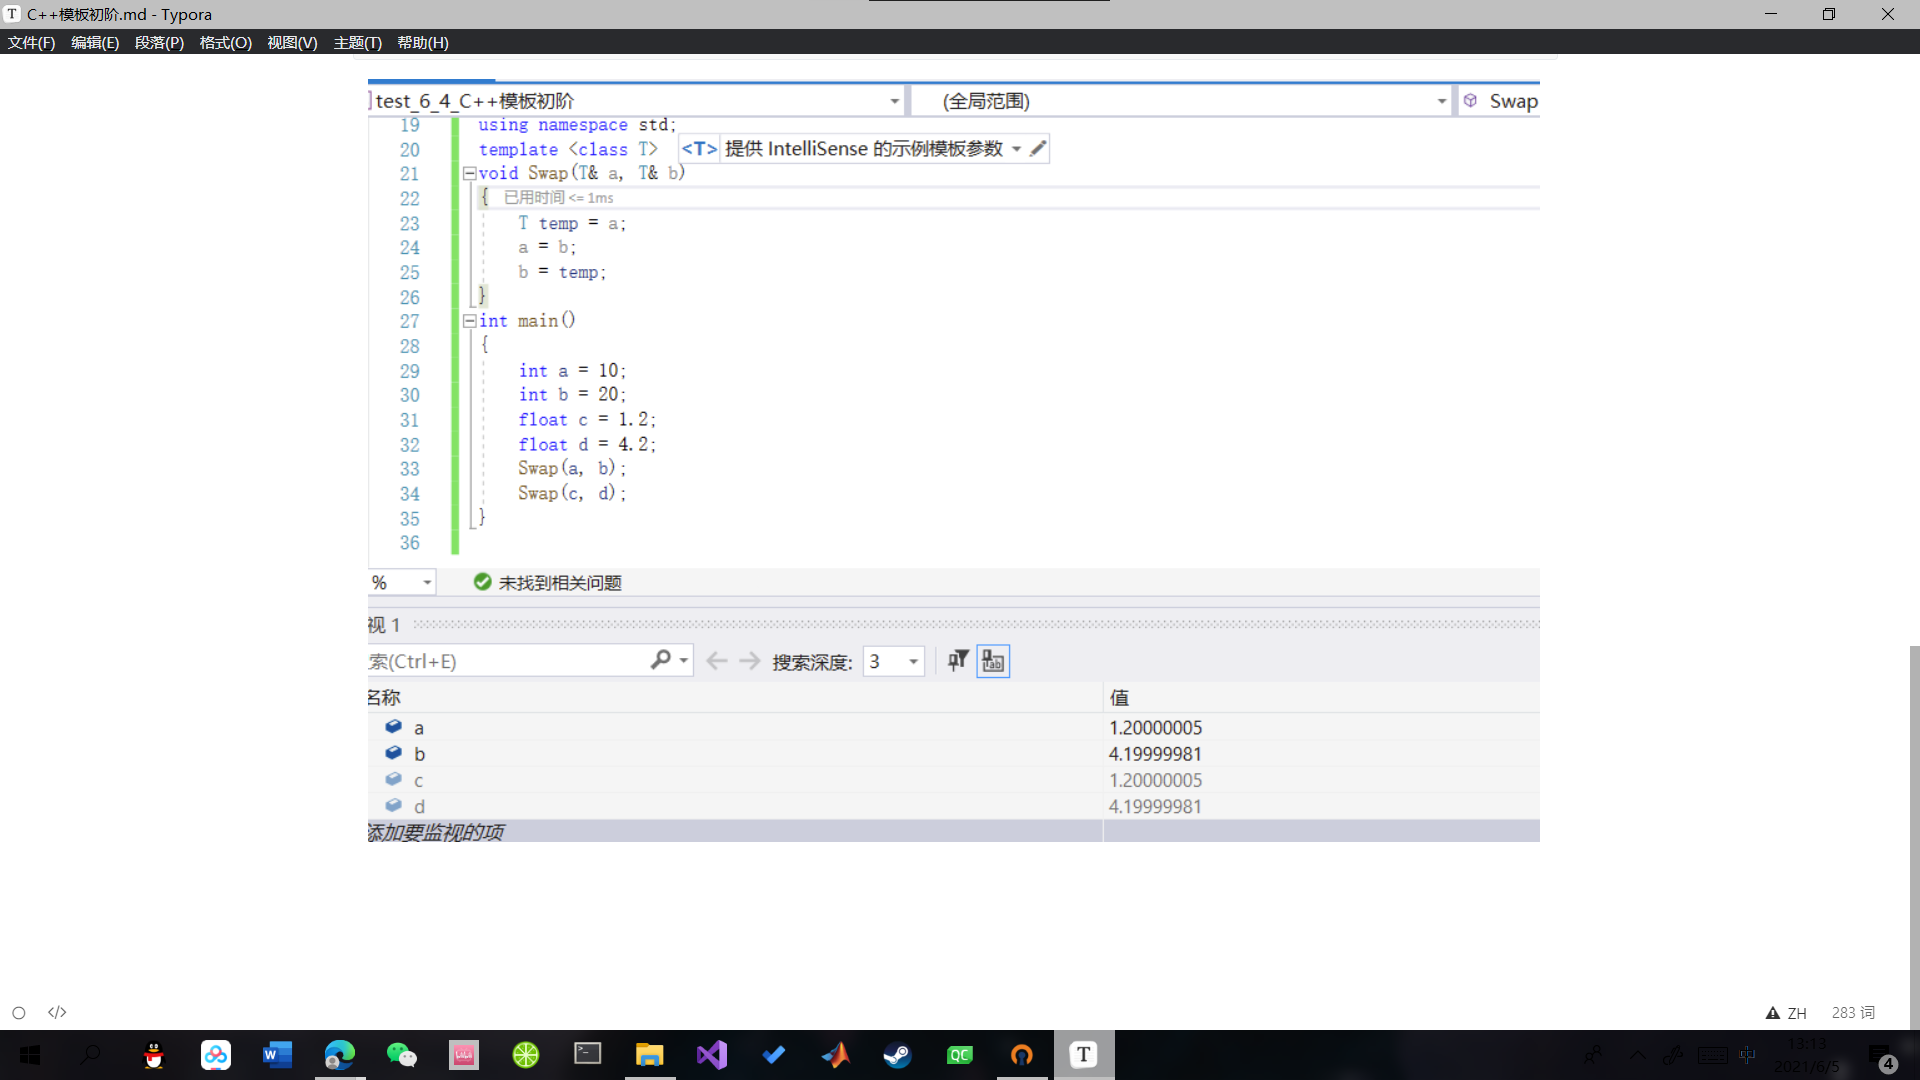 C++模板初阶.md - Typora
文件(F) 编辑(E) 段落(P) 格式(O) 视图(V) 主题(T) 帮助(H)
test_6_4_C++模板初阶 (全局范围) Swap
19 using namespace std;
20 template <class T> <T> 提供 IntelliSense 的示例模板参数
21 void Swap(T& a, T& b)
22 { 已用时间 <= 1ms
23 T temp = a;
24 a = b;
25 b = temp;
26 }
27 int main()
28 {
29 int a = 10;
30 int b = 20;
31 float c = 1.2;
32 float d = 4.2;
33 Swap(a, b);
34 Swap(c, d);
35 }
36
% 未找到相关问题
视 1
索(Ctrl+E) 搜索深度: 3
名称 值
a 1.20000005
b 4.19999981
c 1.20000005
d 4.19999981
添加要监视的项
</> ZH 283 词
中 13:13
2021/6/5 4